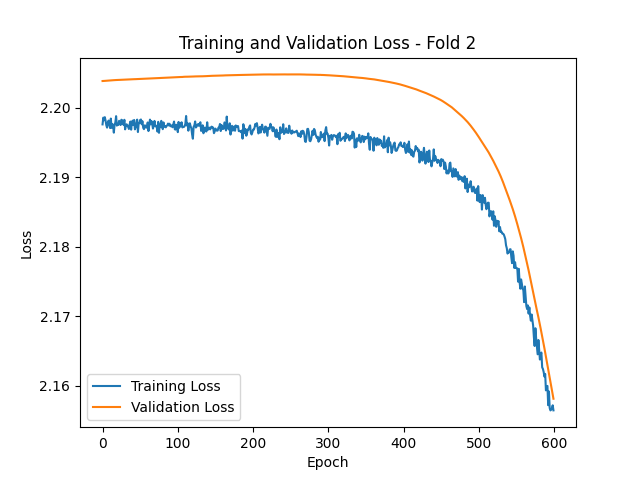 Training and Validation Loss - Fold 2
2.20
2.19
2.18
2.17
2.16
Loss
Training Loss
Validation Loss
0 100 200 300 400 500 600
Epoch